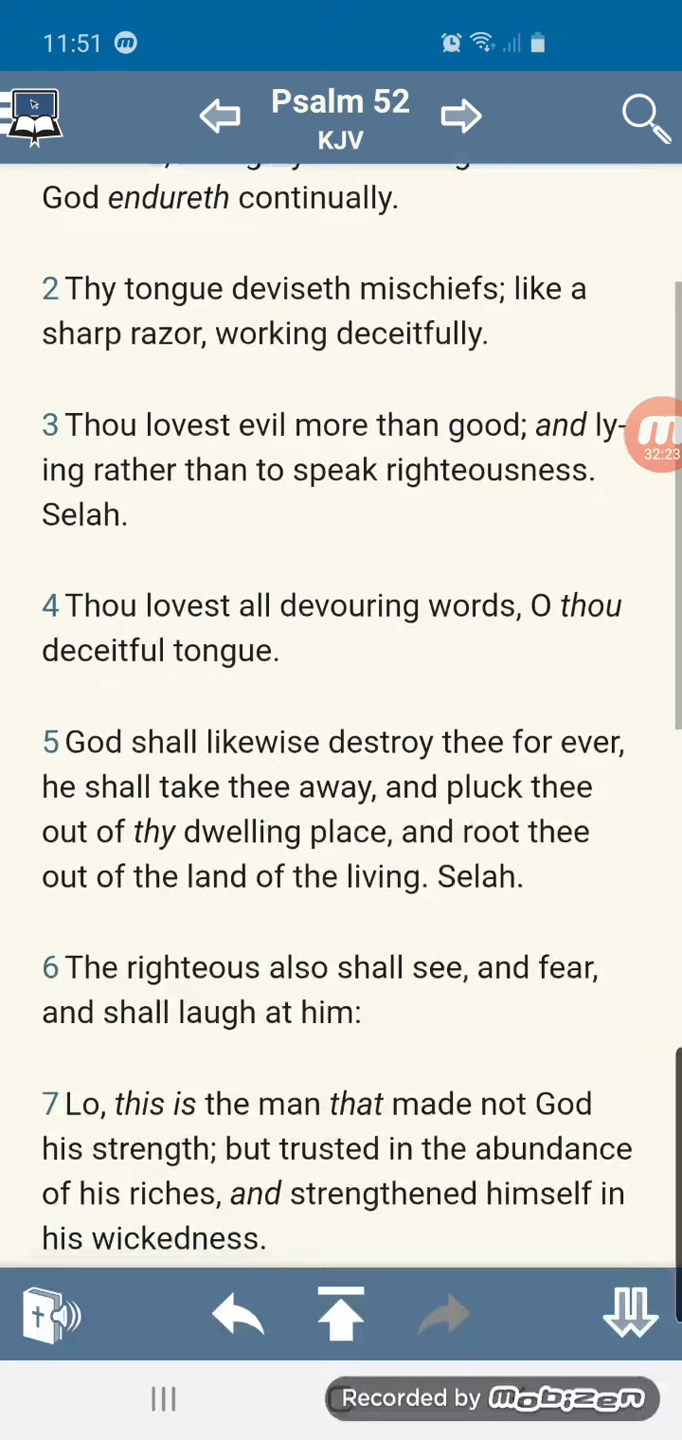 11:51
Psalm 52
KJV
God endureth continually.
2 Thy tongue deviseth mischiefs; like a
sharp razor, working deceitfully.
3 Thou lovest evil more than good; and ly-
ing rather than to speak righteousness.
Selah.
32:23
4 Thou lovest all devouring words, O thou
deceitful tongue.
5 God shall likewise destroy thee for ever,
he shall take thee away, and pluck thee
out of thy dwelling place, and root thee
out of the land of the living. Selah.
6 The righteous also shall see, and fear,
and shall laugh at him:
7 Lo, this is the man that made not God
his strength; but trusted in the abundance
of his riches, and strengthened himself in
his wickedness.
Recorded by mobizen